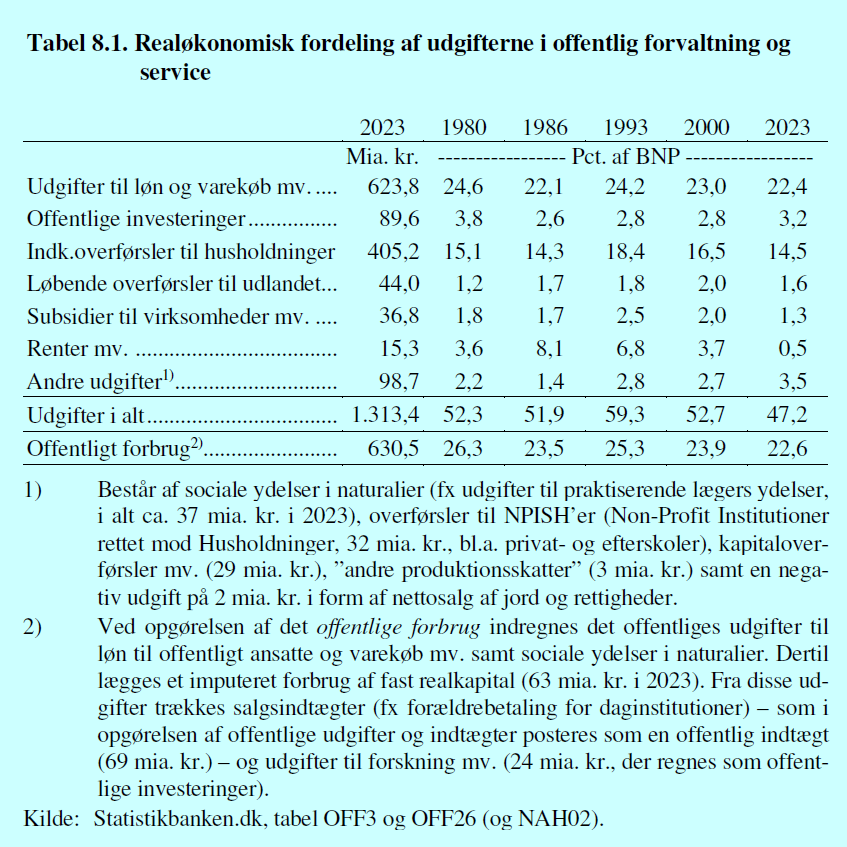 Tabel 8.1. Realøkonomisk fordeling af udgifterne i offentlig forvaltning og
service
2023 1980 1986 1993 2000 2023
Mia. kr. ----------------- Pct. af BNP -----------------
Udgifter til løn og varekøb mv. .... 623,8 24,6 22,1 24,2 23,0 22,4
Offentlige investeringer................ 89,6 3,8 2,6 2,8 2,8 3,2
Indk.overførsler til husholdninger 405,2 15,1 14,3 18,4 16,5 14,5
Løbende overførsler til udlandet... 44,0 1,2 1,7 1,8 2,0 1,6
Subsidier til virksomheder mv. .... 36,8 1,8 1,7 2,5 2,0 1,3
Renter mv. .................................... 15,3 3,6 8,1 6,8 3,7 0,5
Andre udgifter1)............................. 98,7 2,2 1,4 2,8 2,7 3,5
Udgifter i alt.................................. 1.313,4 52,3 51,9 59,3 52,7 47,2
Offentligt forbrug2)........................ 630,5 26,3 23,5 25,3 23,9 22,6
1) Består af sociale ydelser i naturalier (fx udgifter til praktiserende lægers ydelser,
i alt ca. 37 mia. kr. i 2023), overførsler til NPISH’er (Non-Profit Institutioner
rettet mod Husholdninger, 32 mia. kr., bl.a. privat- og efterskoler), kapitalover-
førsler mv. (29 mia. kr.), ”andre produktionsskatter” (3 mia. kr.) samt en nega-
tiv udgift på 2 mia. kr. i form af nettosalg af jord og rettigheder.
2) Ved opgørelsen af det offentlige forbrug indregnes det offentliges udgifter til
løn til offentligt ansatte og varekøb mv. samt sociale ydelser i naturalier. Dertil
lægges et imputeret forbrug af fast realkapital (63 mia. kr. i 2023). Fra disse ud-
gifter trækkes salgsindtægter (fx forældrebetaling for daginstitutioner) – som i
opgørelsen af offentlige udgifter og indtægter posteres som en offentlig indtægt
(69 mia. kr.) – og udgifter til forskning mv. (24 mia. kr., der regnes som offent-
lige investeringer).
Kilde: Statistikbanken.dk, tabel OFF3 og OFF26 (og NAH02).